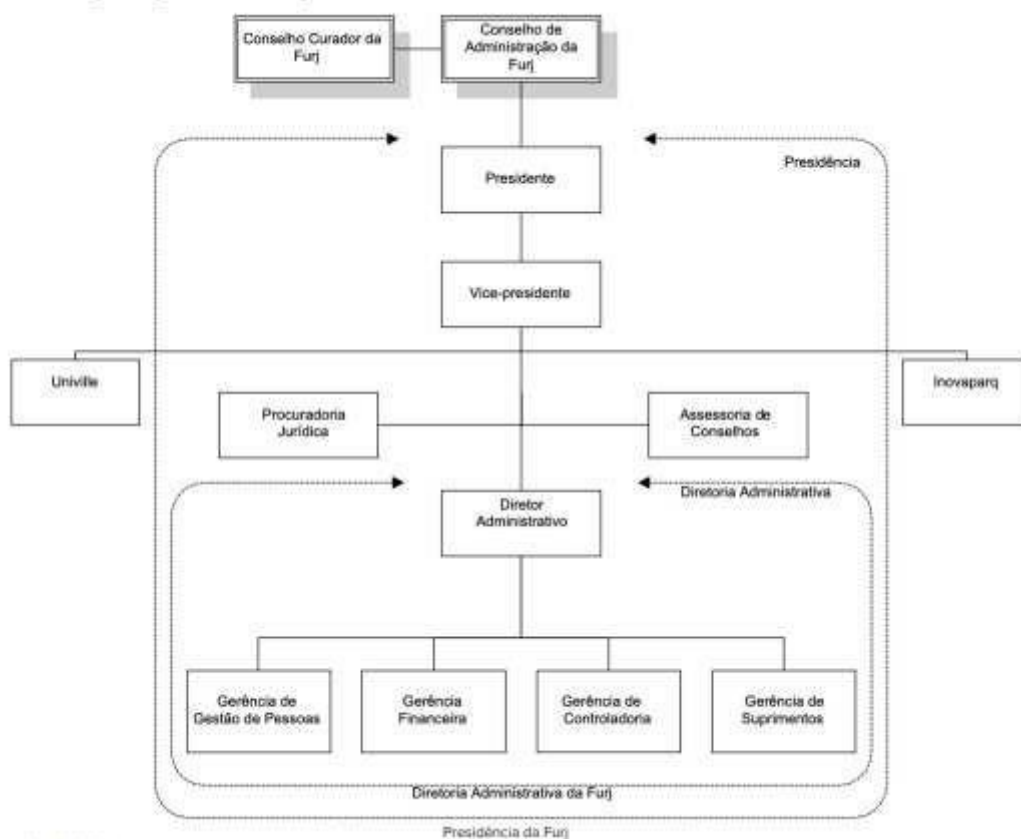 Conselho Curador da
Furj
Conselho de
Administração da
Furj
Presidência
Presidente
Vice-presidente
Univille
Inovaparq
Procuradoria
Jurídica
Assessoria de
Conselhos
Diretoria Administrativa
Diretor
Administrativo
Gerência de
Gestão de Pessoas
Gerência
Financeira
Gerência de
Controladoria
Gerência de
Suprimentos
Diretoria Administrativa da Furj
Presidência da Furj